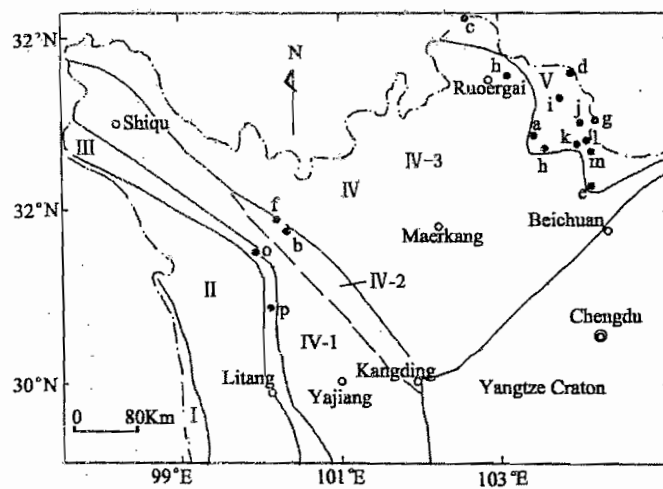 32°N
c
N
h
Ruoergai
V
d
i
j
g
Shiqu
a
k
l
m
h
III
IV-3
IV
e
32°N
f
b
Beichuan
Maerkang
o
II
IV-2
p
Chengdu
IV-1
Litang
Kangding
30°N
Yajiang
Yangtze Craton
0
80Km
I
99°E
101°E
103°E